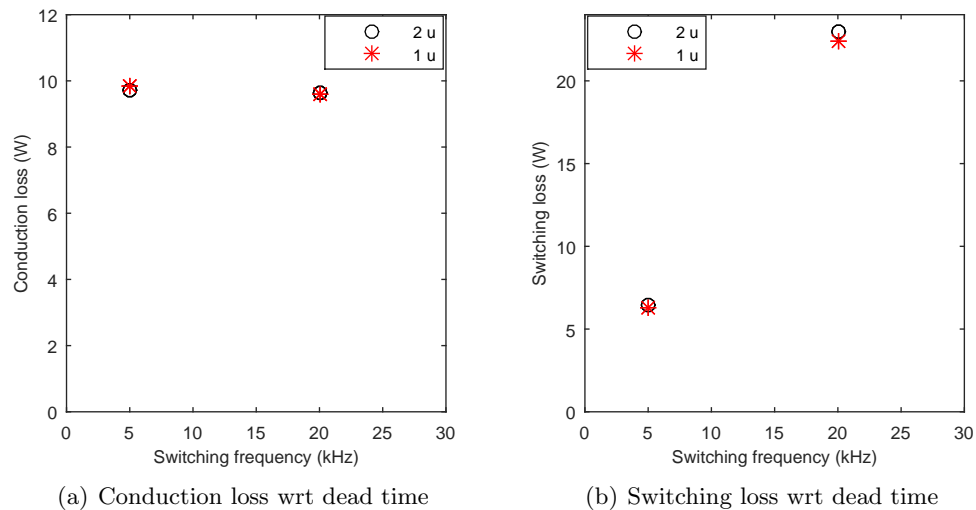 12
10
8
6
4
2
0
Conduction loss (W)
2 u
1 u
0 5 10 15 20 25 30
Switching frequency (kHz)
(a) Conduction loss wrt dead time
20
15
10
5
0
Switching loss (W)
2 u
1 u
0 5 10 15 20 25 30
Switching frequency (kHz)
(b) Switching loss wrt dead time